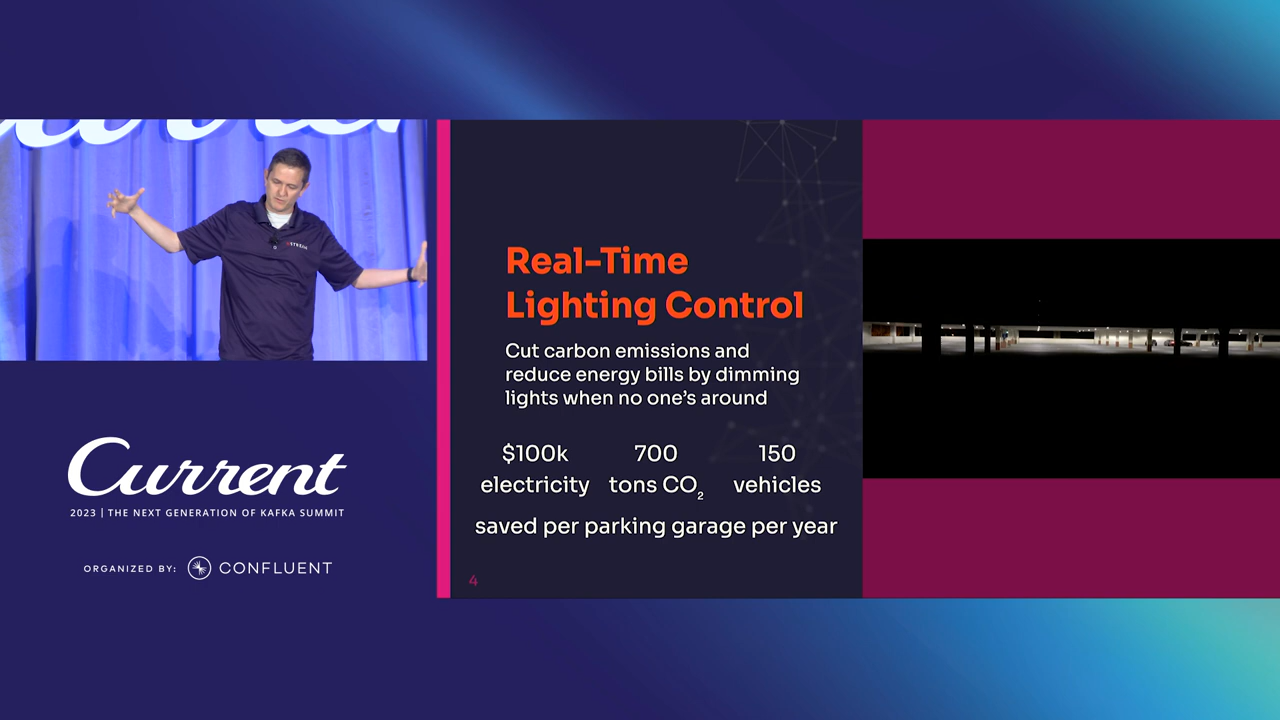 Real-Time
Lighting Control
Cut carbon emissions and
reduce energy bills by dimming
lights when no one's around
$100k 700 150
electricity tons CO₂ vehicles
saved per parking garage per year
4
Current
2023 | THE NEXT GENERATION OF KAFKA SUMMIT
ORGANIZED BY: CONFLUENT